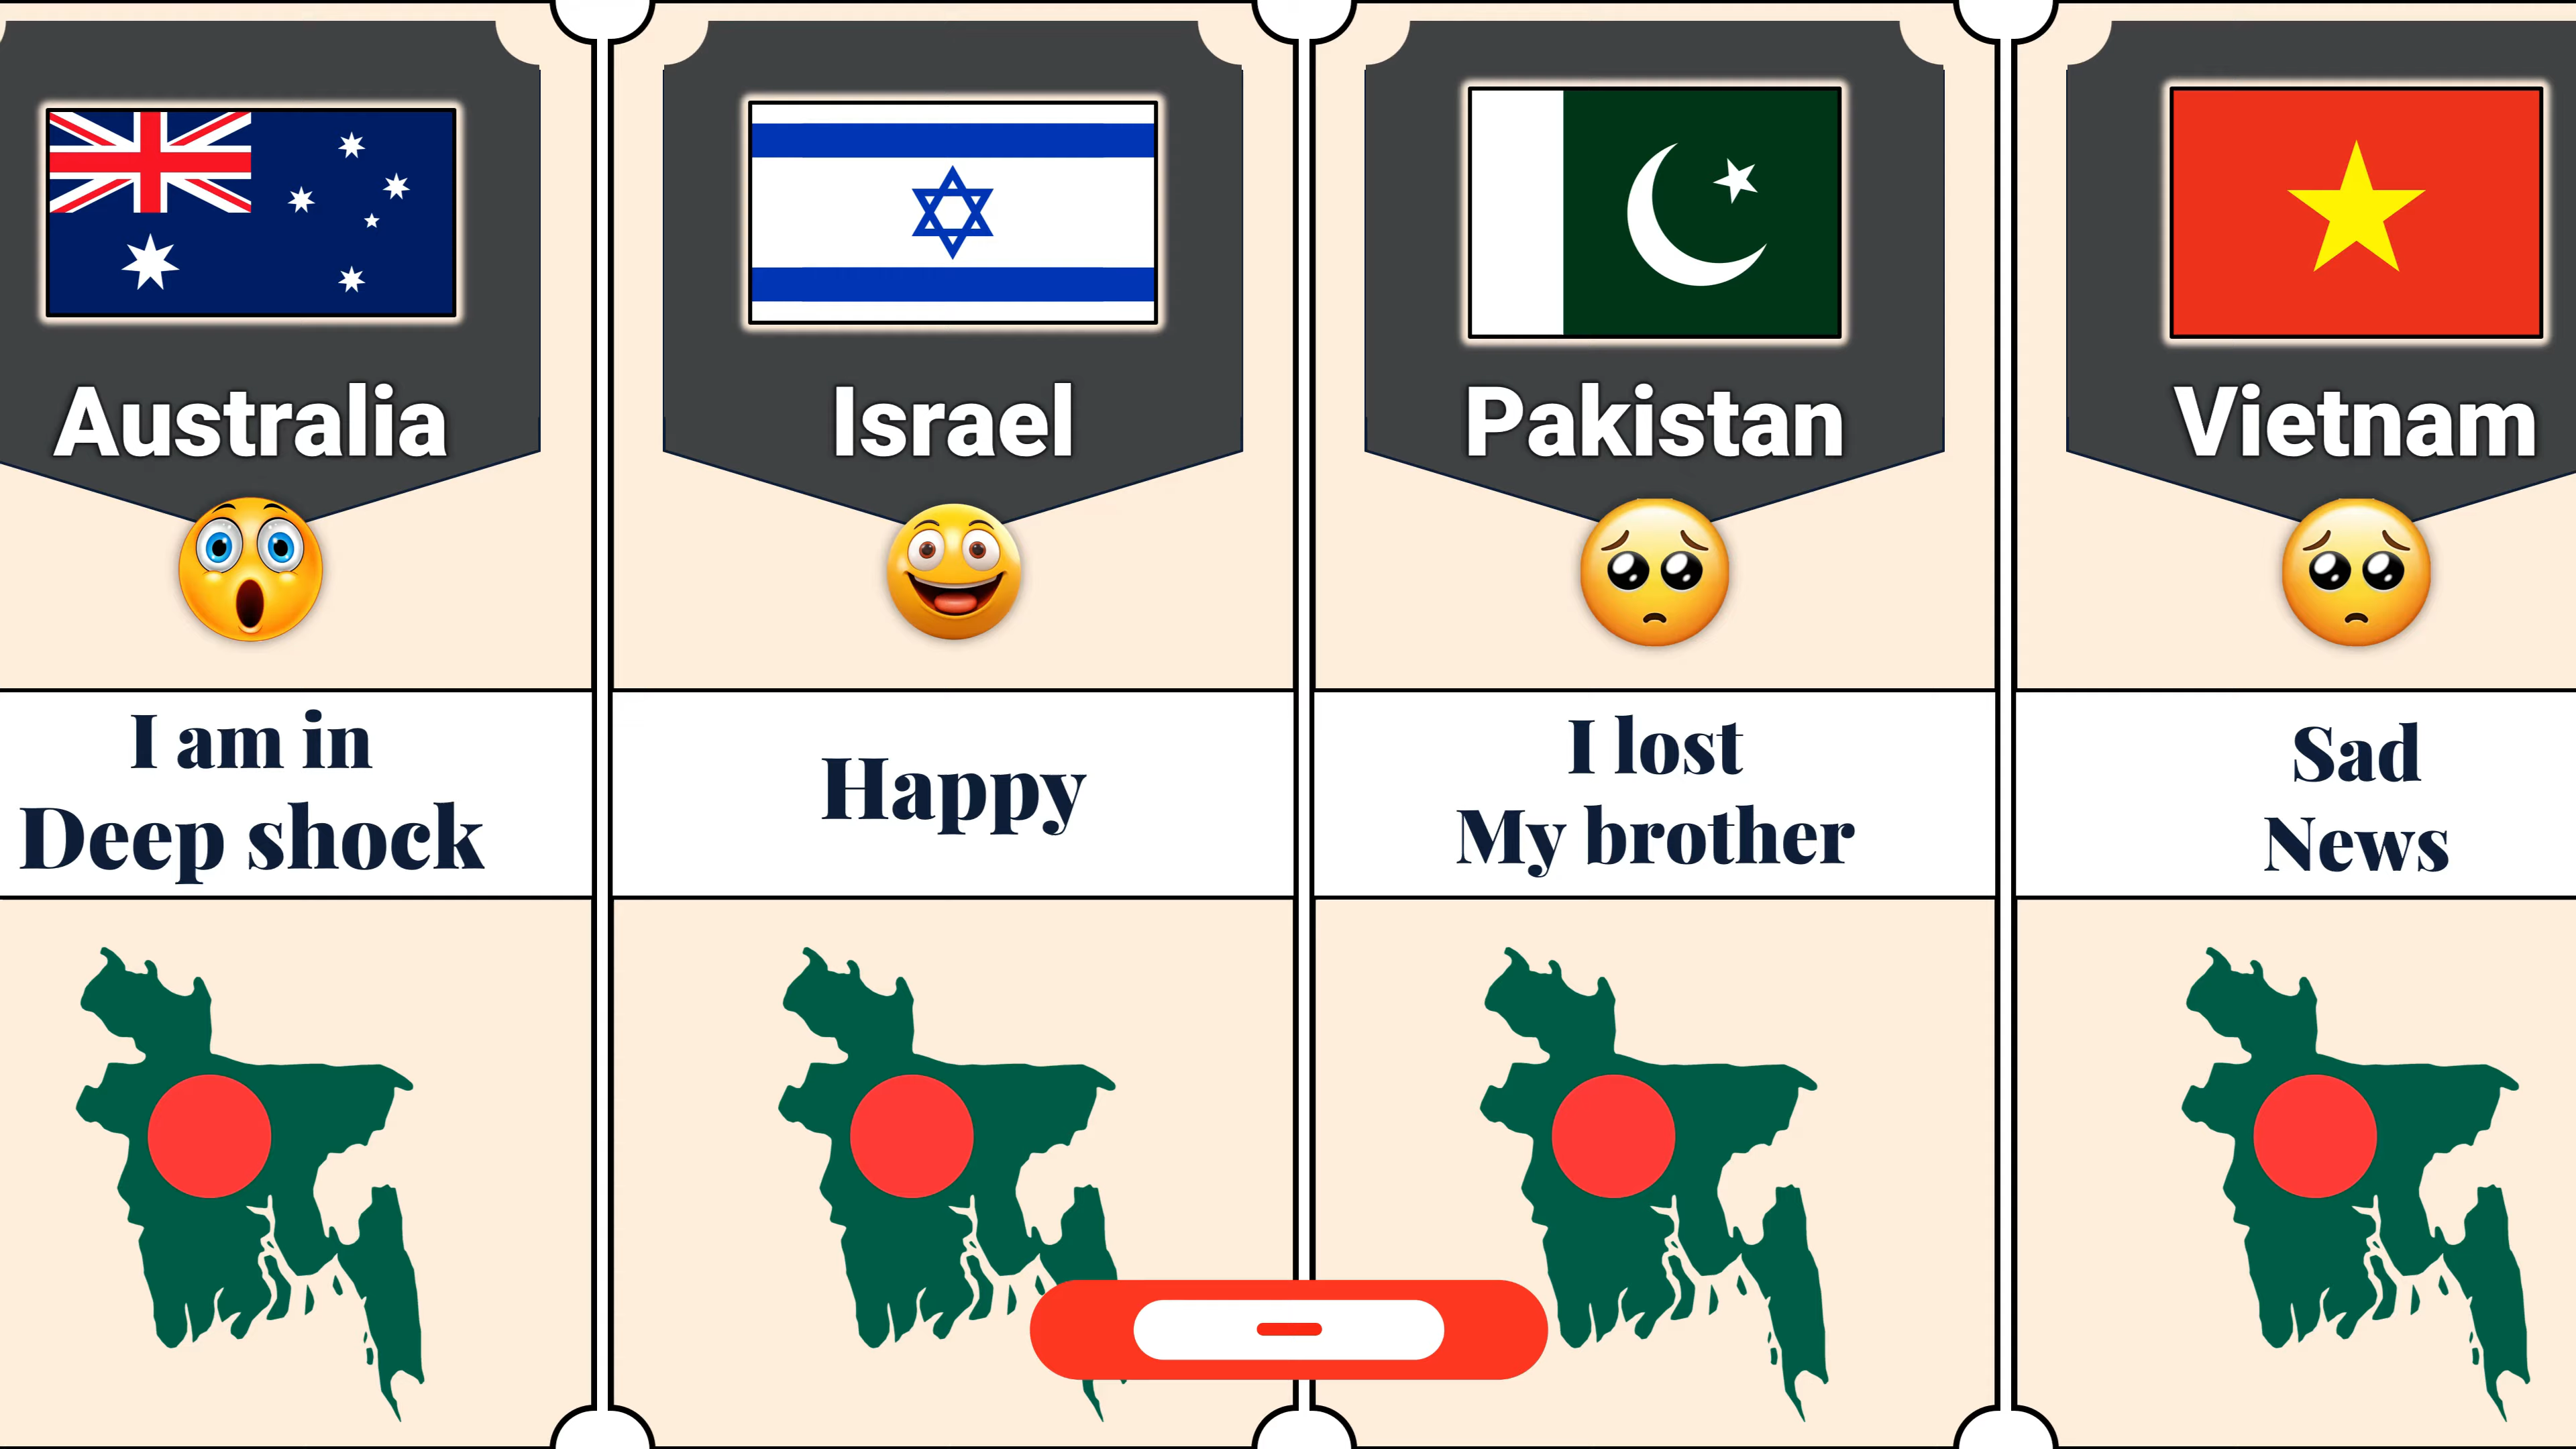 Australia
I am in
Deep shock
Israel
Happy
Pakistan
I lost
My brother
Vietnam
Sad
News